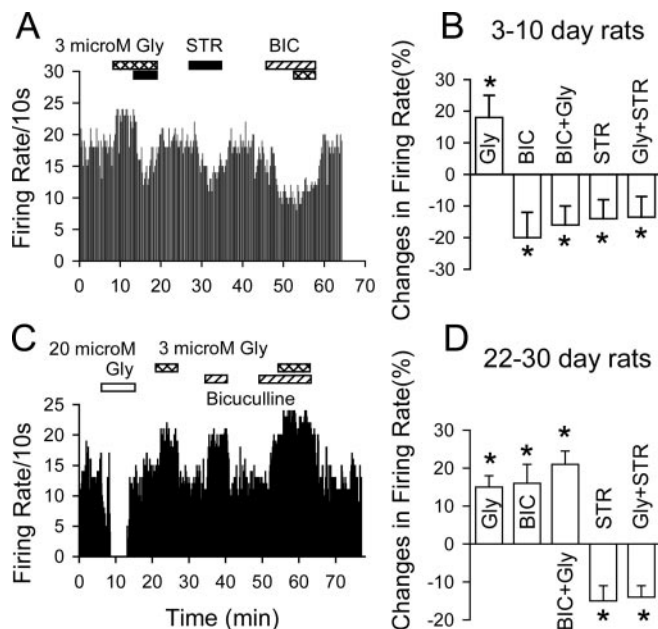 A
3 microM Gly STR BIC
Firing Rate/10s
30
25
20
15
10
5
0
0 10 20 30 40 50 60 70
B 3-10 day rats
Changes in Firing Rate(%)
30
20
10
0
-10
-20
-30
* Gly
BIC *
BIC+Gly *
STR *
Gly+STR *
C
20 microM Gly
3 microM Gly
Bicuculline
Firing Rate/10s
25
20
15
10
5
0
0 10 20 30 40 50 60 70
Time (min)
D 22-30 day rats
Changes in Firing Rate(%)
30
20
10
0
-10
-20
* Gly
* BIC
* BIC+Gly
STR *
Gly+STR *